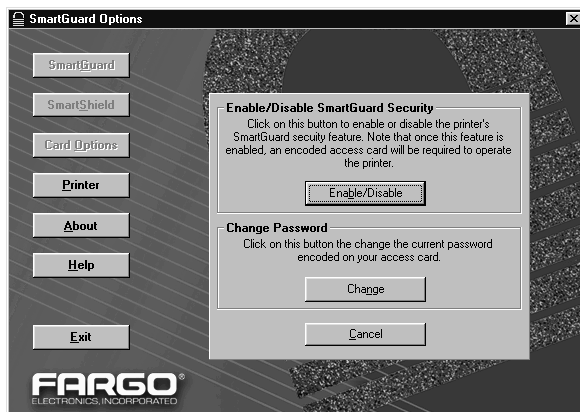 SmartGuard Options
SmartGuard
SmartShield
Card Options
Printer
About
Help
Exit
Enable/Disable SmartGuard Security
Click on this button to enable or disable the printer's
SmartGuard secuity feature. Note that once this feature is
enabled, an encoded access card will be required to operate
the printer.
Enable/Disable
Change Password
Click on this button the change the current password
encoded on your access card.
Change
Cancel
FARGO®
ELECTRONICS, INCORPORATED